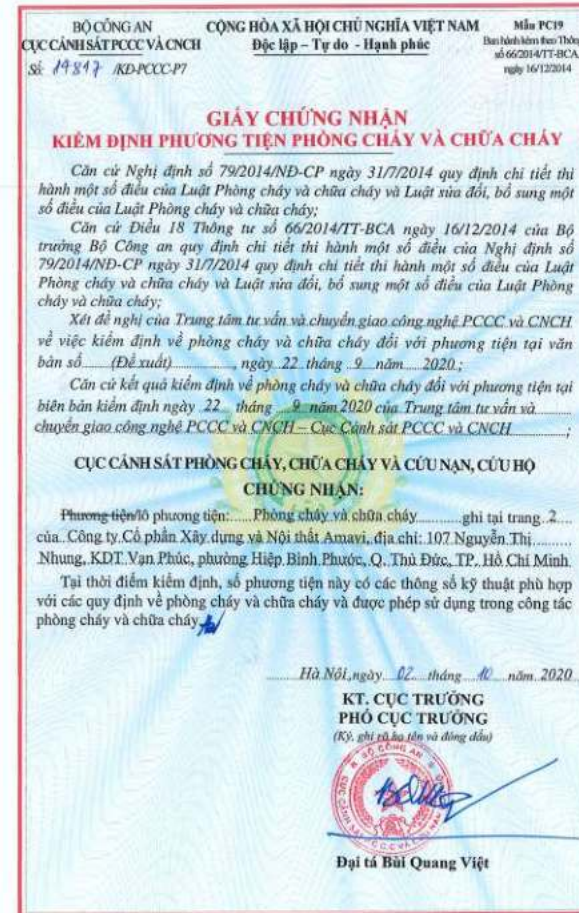 BỘ CÔNG AN
CỤC CẢNH SÁT PCCC VÀ CNCH
Số: 19817 /KĐ-PCCC-P7
CỘNG HÒA XÃ HỘI CHỦ NGHĨA VIỆT NAM
Độc lập – Tự do - Hạnh phúc
Mẫu PC19
Ban hành kèm theo Thông
số 66/2014/TT-BCA
ngày 16/12/2014
GIẤY CHỨNG NHẬN
KIỂM ĐỊNH PHƯƠNG TIỆN PHÒNG CHÁY VÀ CHỮA CHÁY
Căn cứ Nghị định số 79/2014/NĐ-CP ngày 31/7/2014 quy định chi tiết thi
hành một số điều của Luật Phòng cháy và chữa cháy và Luật sửa đổi, bổ sung một
số điều của Luật Phòng cháy và chữa cháy;
Căn cứ Điều 18 Thông tư số 66/2014/TT-BCA ngày 16/12/2014 của Bộ
trưởng Bộ Công an quy định chi tiết thi hành một số điều của Nghị định số
79/2014/NĐ-CP ngày 31/7/2014 quy định chi tiết thi hành một số điều của Luật
Phòng cháy và chữa cháy và Luật sửa đổi, bổ sung một số điều của Luật Phòng
cháy và chữa cháy;
Xét đề nghị của Trung tâm tư vấn và chuyển giao công nghệ PCCC và CNCH
về việc kiểm định về phòng cháy và chữa cháy đối với phương tiện tại văn
bản số (Đề xuất) , ngày 22 tháng 9 năm 2020 ;
Căn cứ kết quả kiểm định về phòng cháy và chữa cháy đối với phương tiện tại
biên bản kiểm định ngày 22 tháng 9 năm 2020 của Trung tâm tư vấn và
chuyển giao công nghệ PCCC và CNCH – Cục Cảnh sát PCCC và CNCH ;
CỤC CẢNH SÁT PHÒNG CHÁY, CHỮA CHÁY VÀ CỨU NẠN, CỨU HỘ
CHỨNG NHẬN:
Phương tiện/lô phương tiện: Phòng cháy và chữa cháy ghi tại trang 2
của Công ty Cổ phần Xây dựng và Nội thất Amavi, địa chỉ: 107 Nguyễn Thị
Nhung, KDT Vạn Phúc, phường Hiệp Bình Phước, Q. Thủ Đức, TP. Hồ Chí Minh
Tại thời điểm kiểm định, số phương tiện này có các thông số kỹ thuật phù hợp
với các quy định về phòng cháy và chữa cháy và được phép sử dụng trong công tác
phòng cháy và chữa cháy
Hà Nội, ngày 02 tháng 10 năm 2020
KT. CỤC TRƯỞNG
PHÓ CỤC TRƯỞNG
(Ký, ghi rõ họ tên và đóng dấu)
BỘ CÔNG AN
Đại tá Bùi Quang Việt